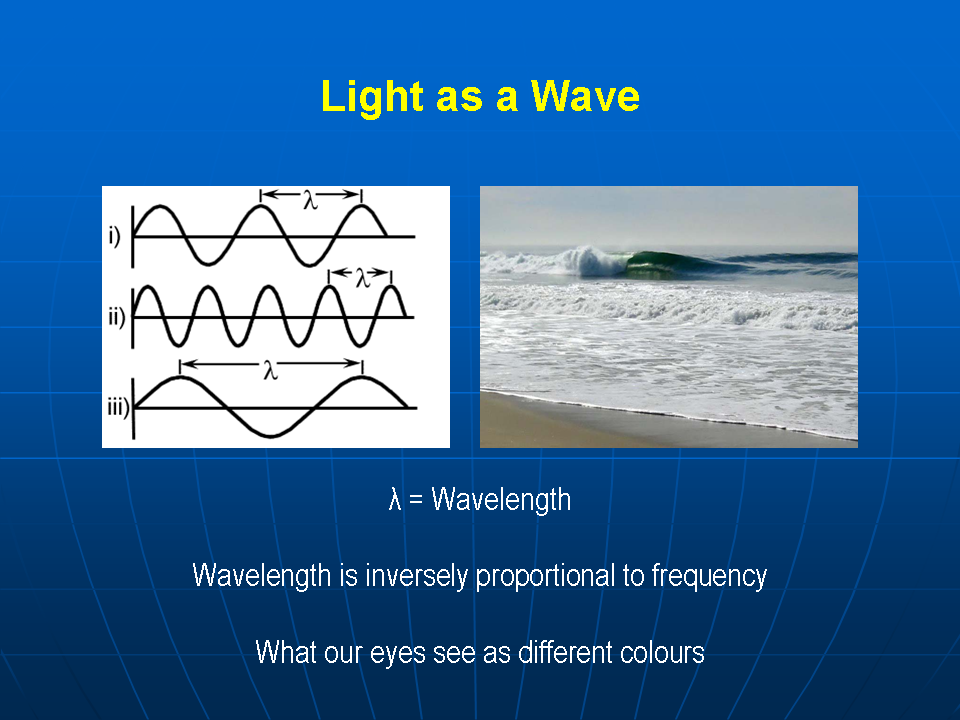 Light as a Wave
i)
λ
ii)
λ
iii)
λ
λ = Wavelength
Wavelength is inversely proportional to frequency
What our eyes see as different colours